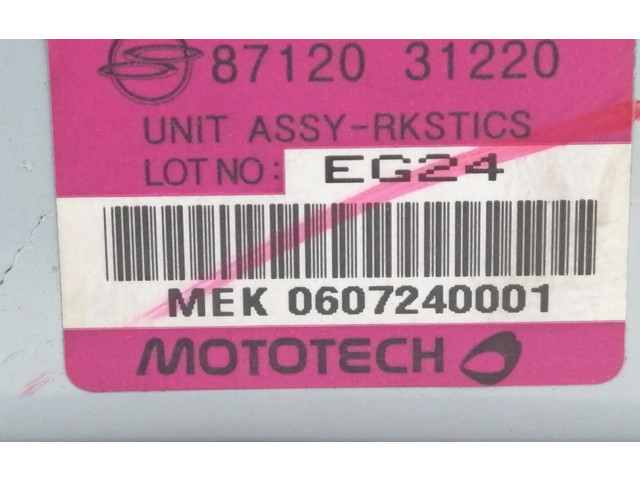 87120 31220
UNIT ASSY-RKSTICS
LOT NO: EG24
MEK 0607240001
MOTOTECH